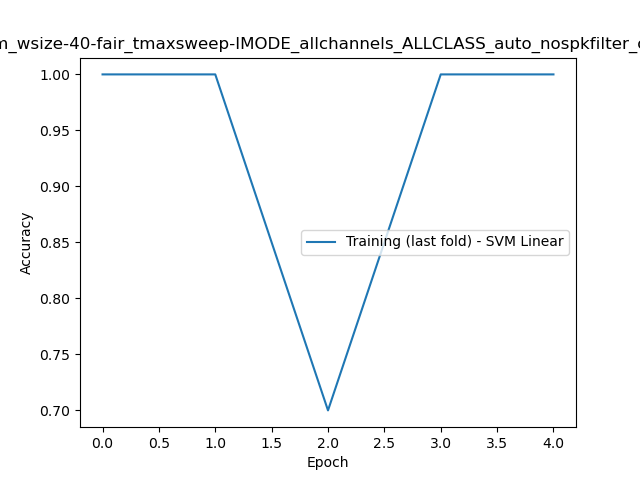 m_wsize-40-fair_tmaxsweep-IMODE_allchannels_ALLCLASS_auto_nospkfilter_
1.00
0.95
0.90
0.85
0.80
0.75
0.70
Accuracy
Training (last fold) - SVM Linear
0.0 0.5 1.0 1.5 2.0 2.5 3.0 3.5 4.0
Epoch